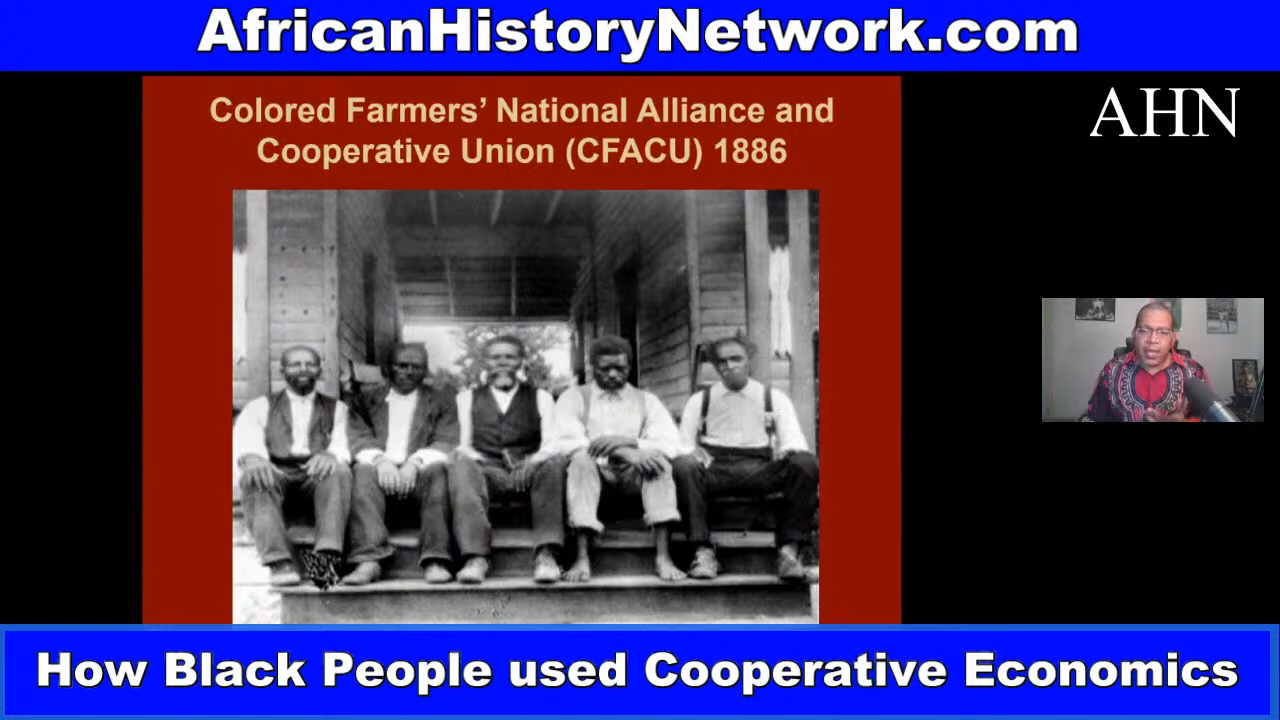 AfricanHistoryNetwork.com
AHN
Colored Farmers’ National Alliance and
Cooperative Union (CFACU) 1886
How Black People used Cooperative Economics